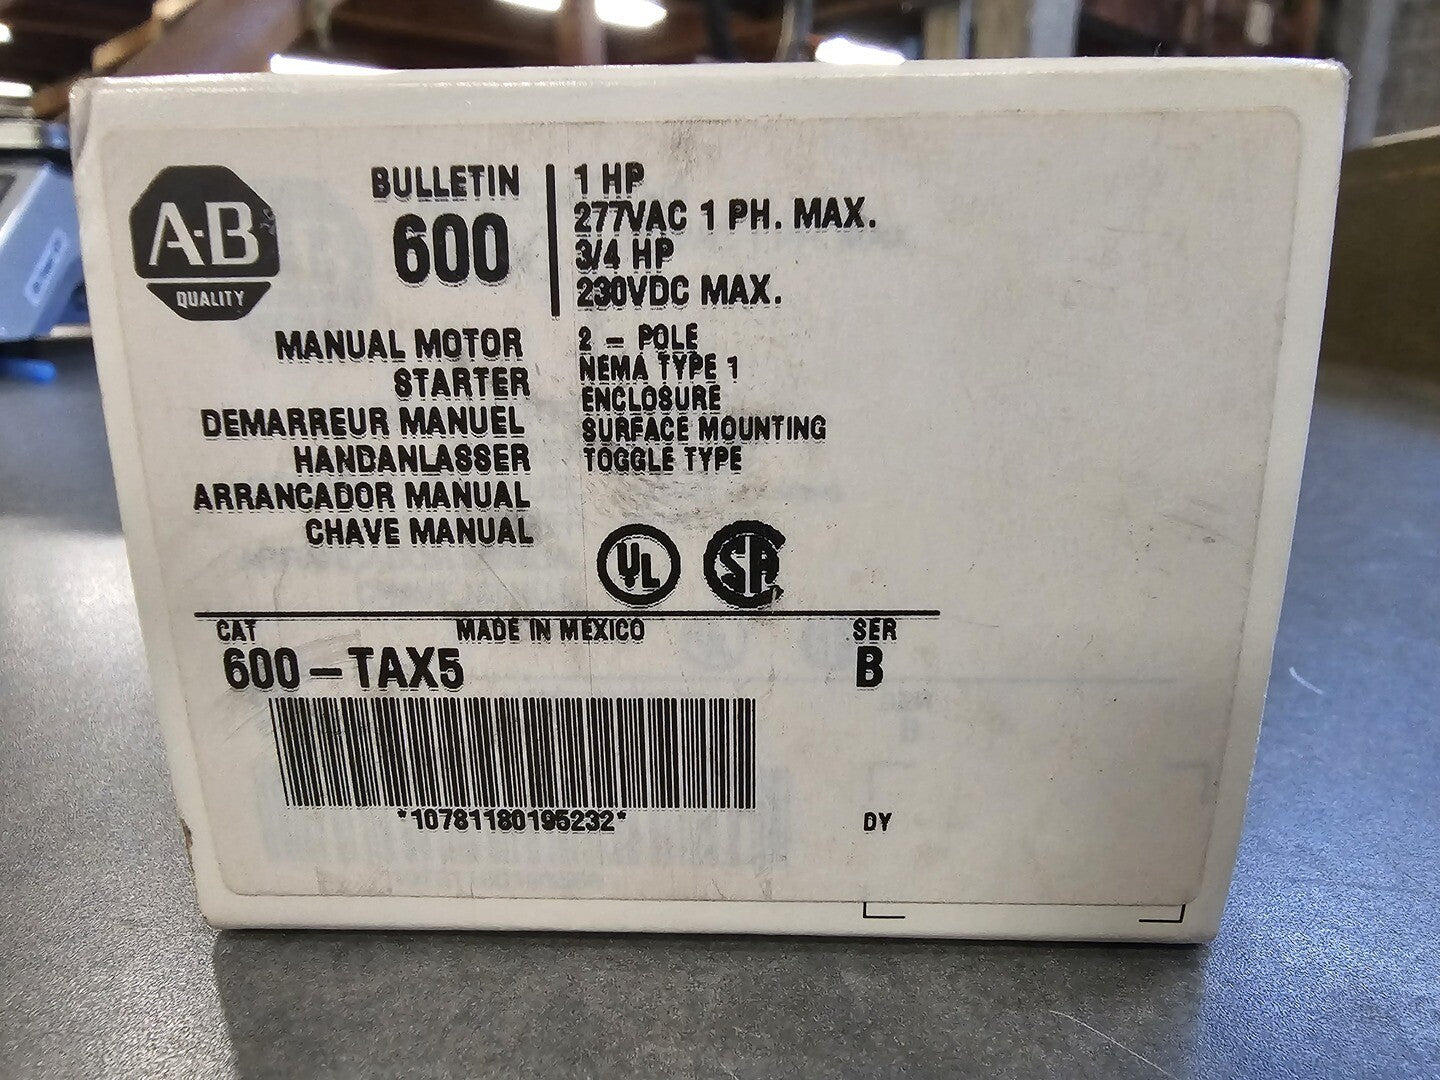 A-B
QUALITY
BULLETIN
600
1 HP
277VAC 1 PH. MAX.
3/4 HP
230VDC MAX.
MANUAL MOTOR
STARTER
DEMARREUR MANUEL
HANDANLASSER
ARRANCADOR MANUAL
CHAVE MANUAL
2 - POLE
NEMA TYPE 1
ENCLOSURE
SURFACE MOUNTING
TOGGLE TYPE
UL SA
CAT MADE IN MEXICO SER
600-TAX5 B
*10781180195232* DY